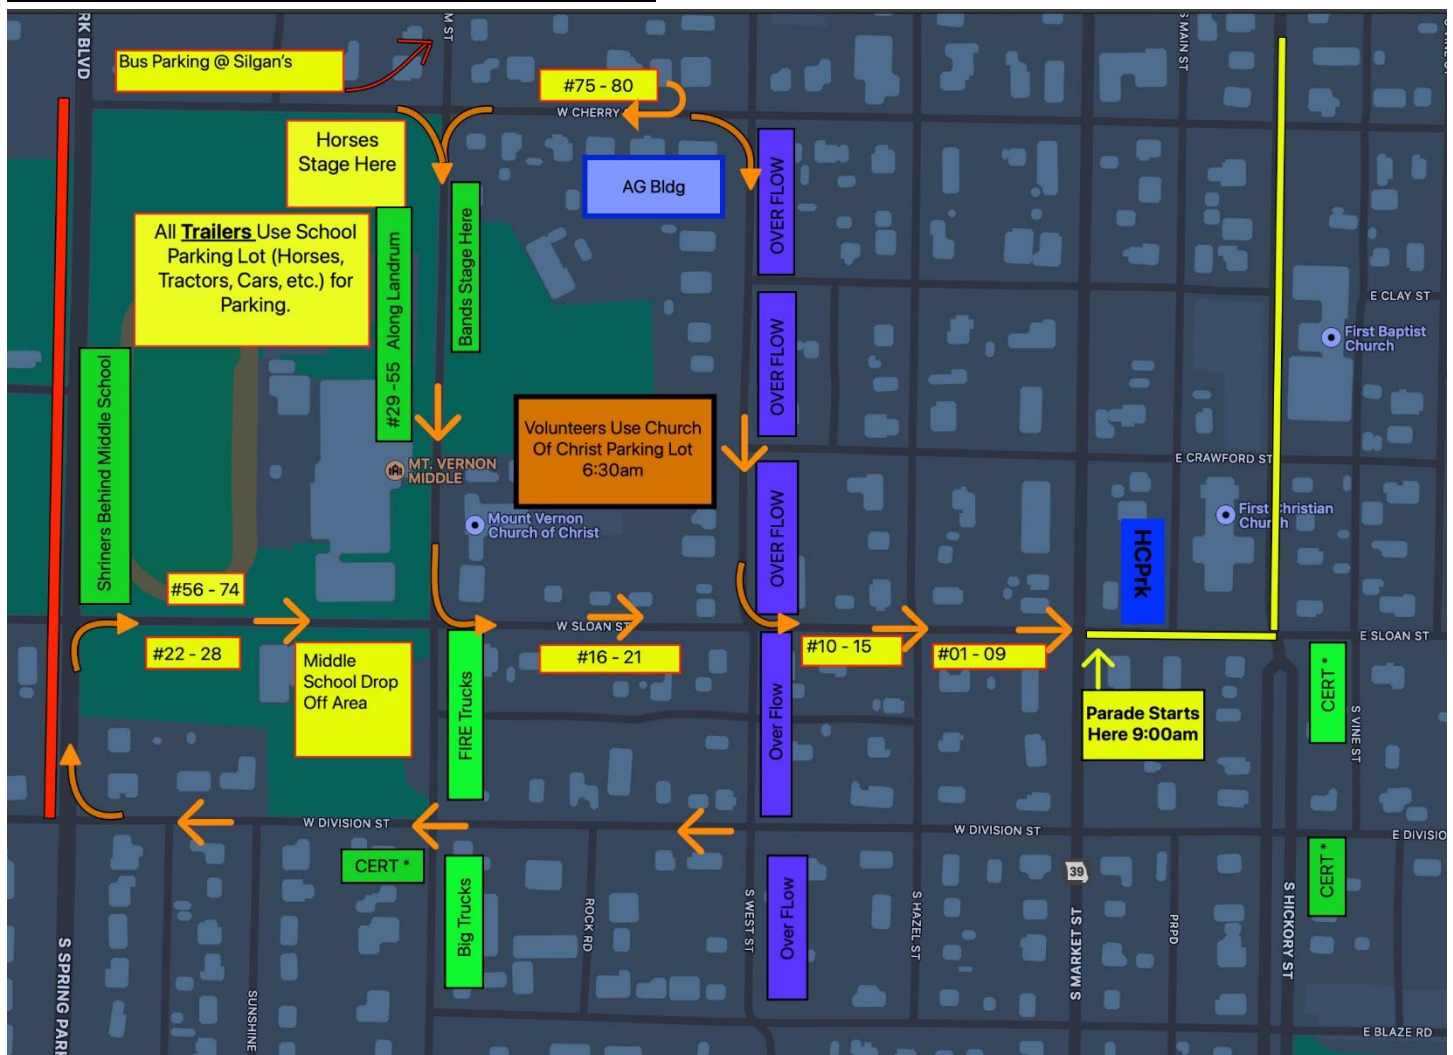 RK BLVD
M ST
S MAIN ST
Bus Parking @ Silgan's
#75 - 80
W CHERRY
Horses
Stage Here
AG Bldg
OVER FLOW
All Trailers Use School
Parking Lot (Horses,
Tractors, Cars, etc.) for
Parking.
#29 -55 Along Landrum
Bands Stage Here
E CLAY ST
First Baptist
Church
OVER FLOW
Shriners Behind Middle School
Volunteers Use Church
Of Christ Parking Lot
6:30am
MT. VERNON
MIDDLE
E CRAWFORD ST
Mount Vernon
Church of Christ
OVER FLOW
HCPrk
First Christian
Church
#56 - 74
W SLOAN ST
E SLOAN ST
#22 - 28
#16 - 21
#10 - 15
#01 - 09
Middle
School Drop
Off Area
FIRE Trucks
Over Flow
Parade Starts
Here 9:00am
CERT *
S VINE ST
W DIVISION ST
W DIVISION ST
E DIVISIO
CERT *
Big Trucks
ROCK RD
S WEST ST
Over FLow
S HAZEL ST
39
S MARKET ST
PRPD
S HICKORY ST
CERT *
S SPRING PARK
SUNSHINE
E BLAZE RD